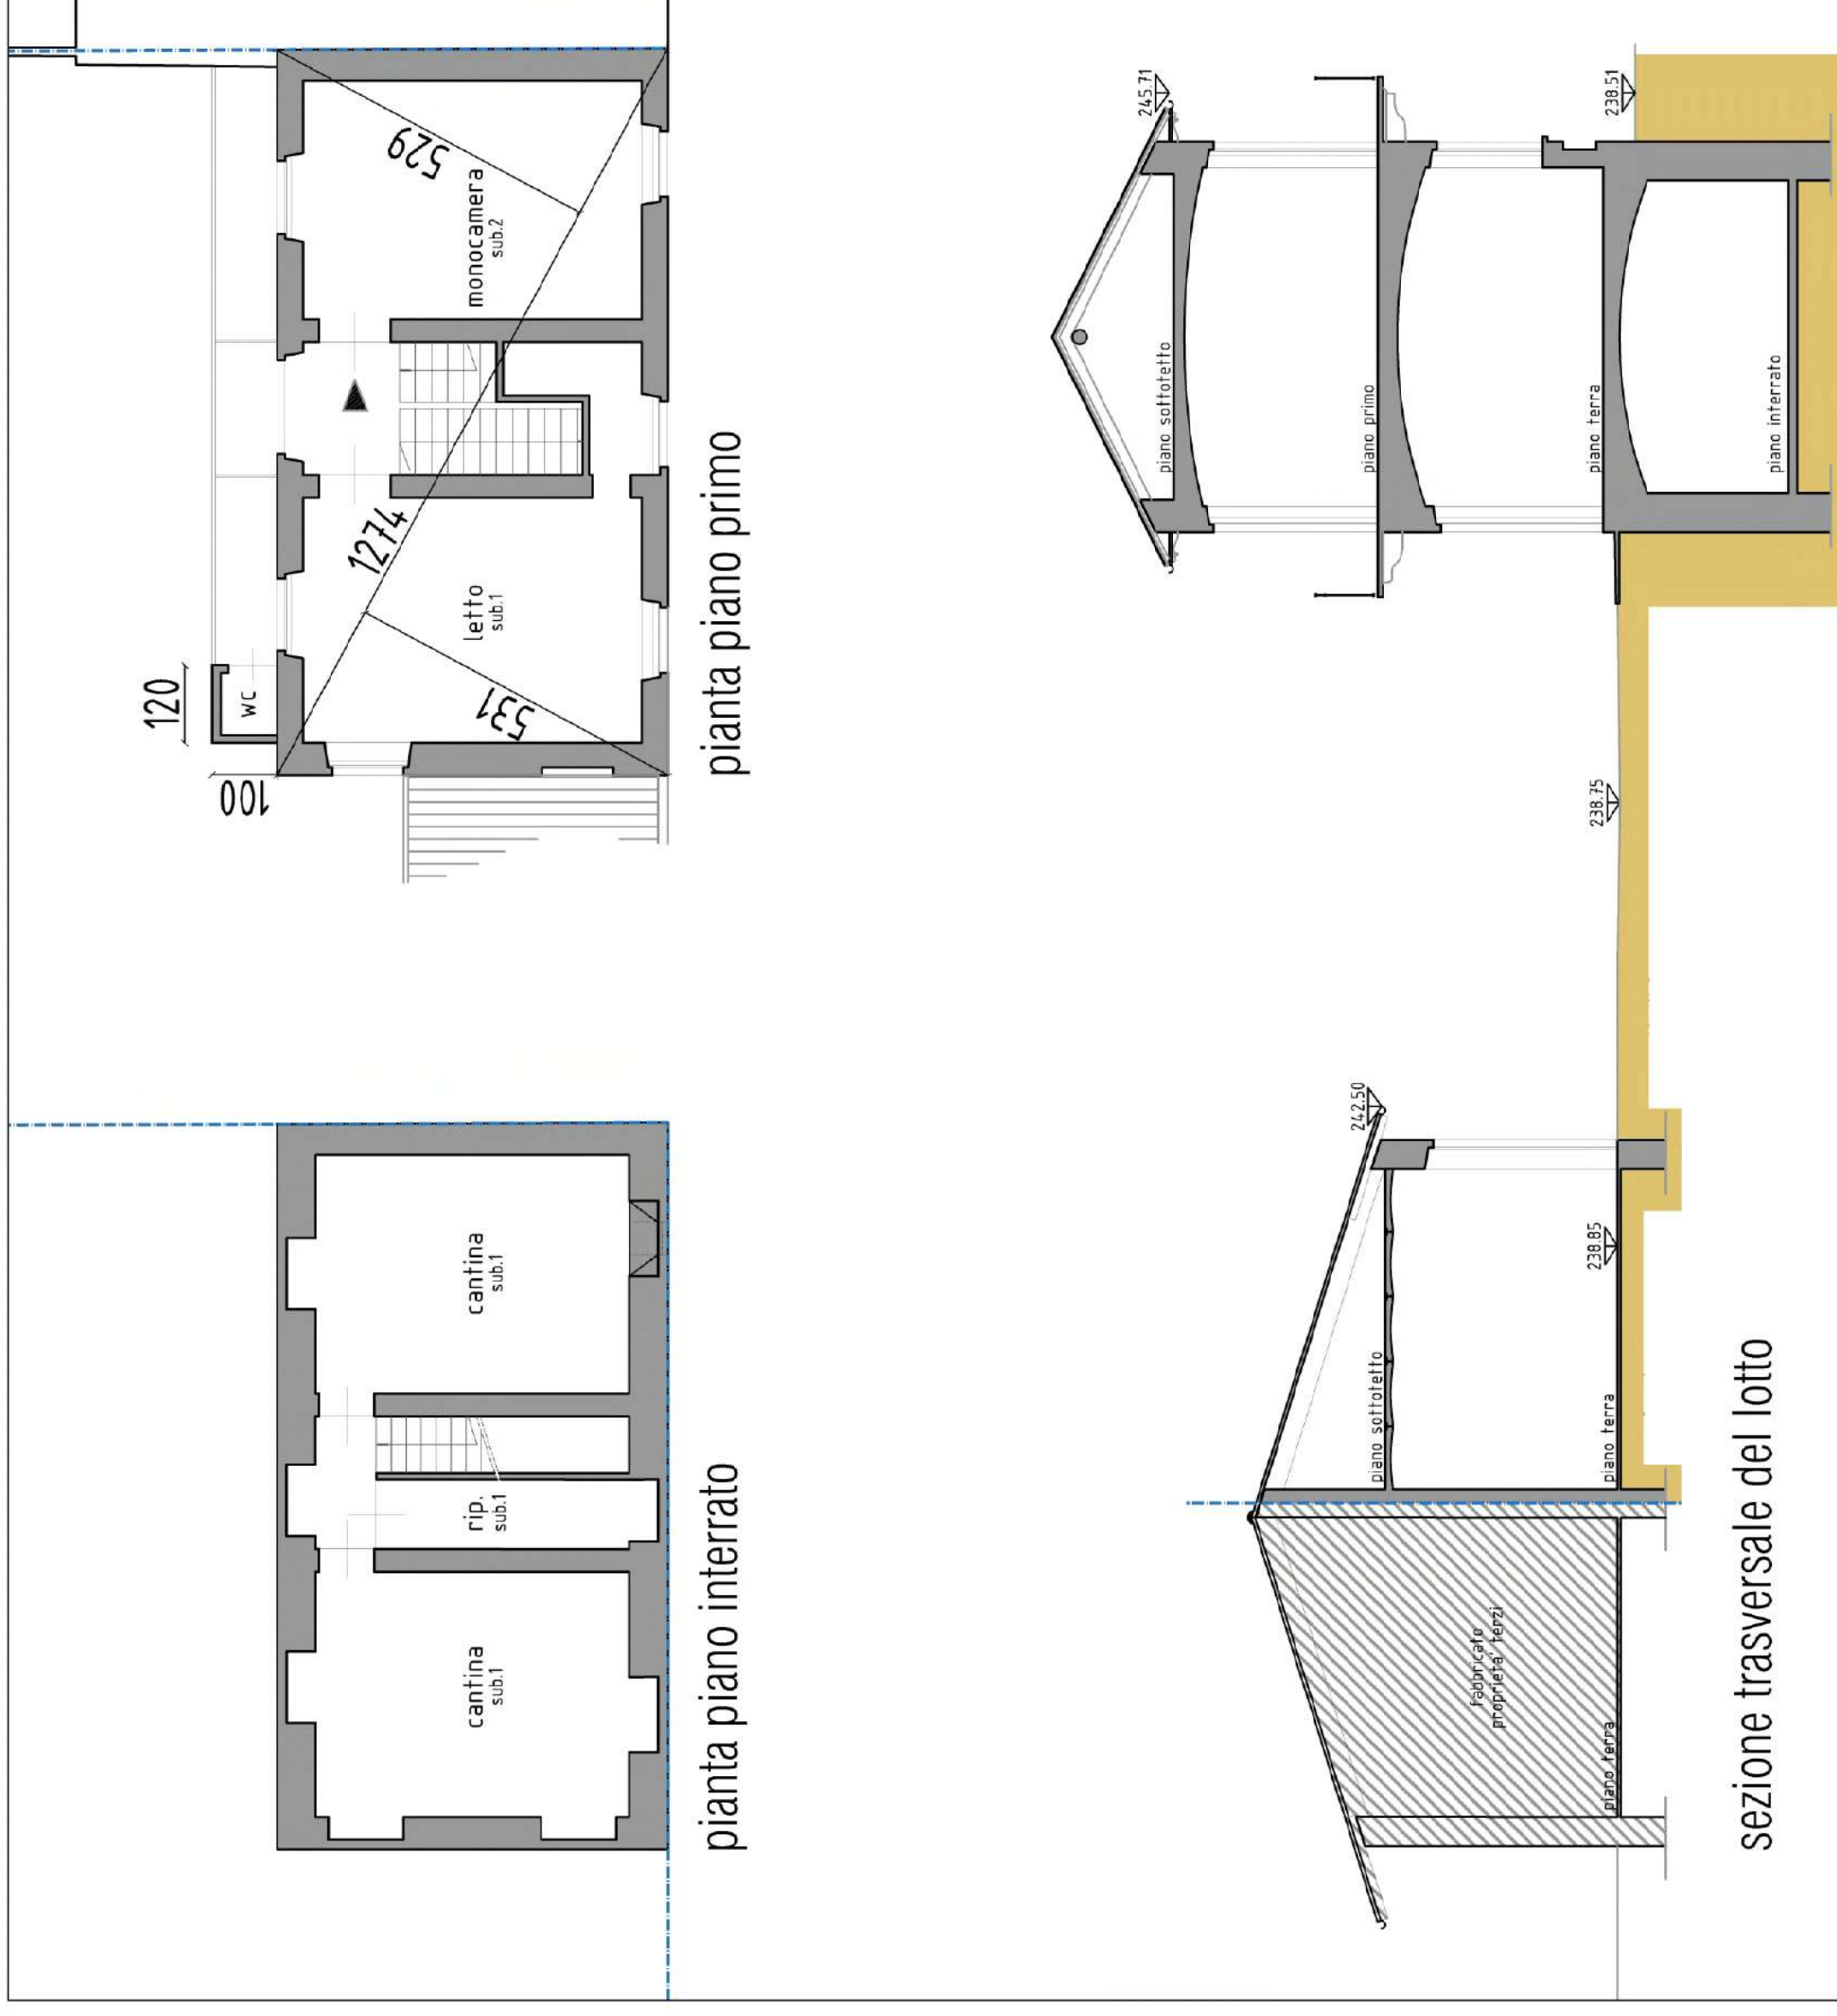 pianta piano interrato
cantina
sub.1
rip.
sub.1
cantina
sub.1
pianta piano primo
100
120
wc
letto
sub.1
531
1274
529
monocamera
sub.2
sezione trasversale del lotto
fabbricato
proprieta' terzi
piano terra
piano sottotetto
piano terra
242.50
238.85
238.75
piano sottotetto
piano primo
piano terra
piano interrato
245.71
238.51